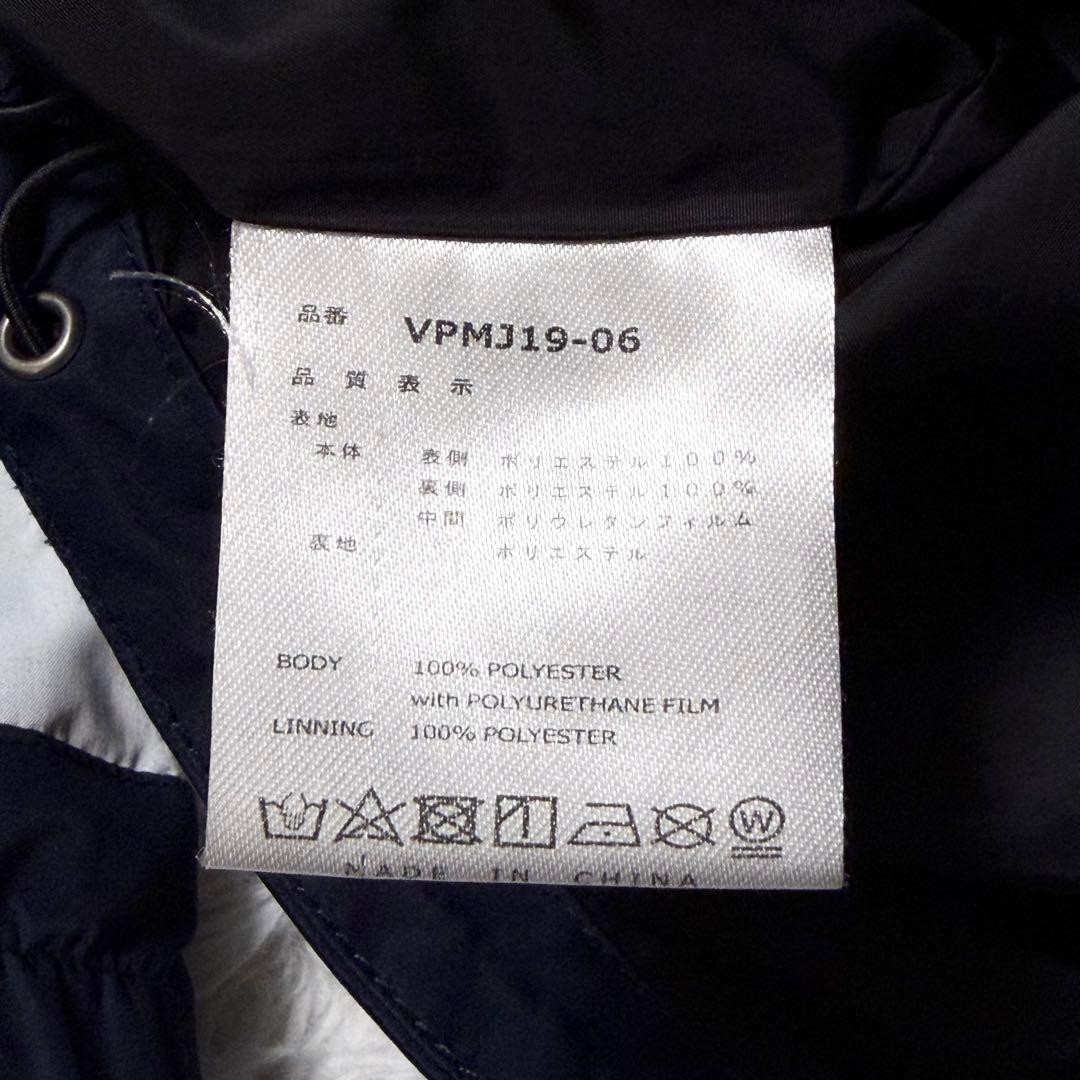 品番 VPMJ19-06
品質表示
表地
本体 表側 ポリエステル100%
裏側 ポリエステル100%
中間 ポリウレタンフィルム
裏地 ポリエステル
BODY 100% POLYESTER
with POLYURETHANE FILM
LINNING 100% POLYESTER
W
MADE IN CHINA